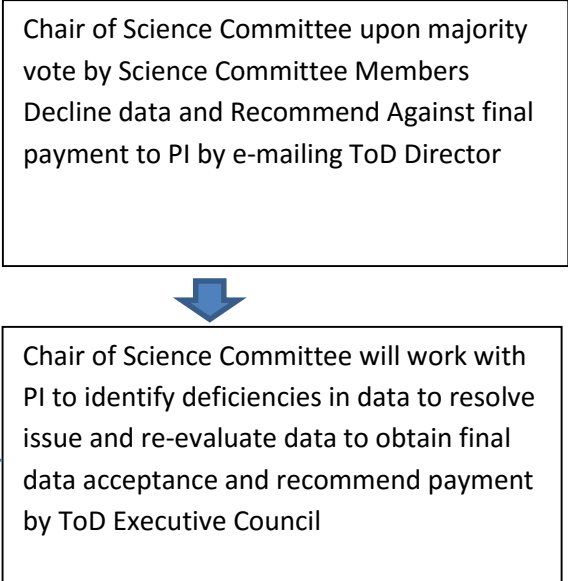 Chair of Science Committee upon majority
vote by Science Committee Members
Decline data and Recommend Against final
payment to PI by e-mailing ToD Director
Chair of Science Committee will work with
PI to identify deficiencies in data to resolve
issue and re-evaluate data to obtain final
data acceptance and recommend payment
by ToD Executive Council